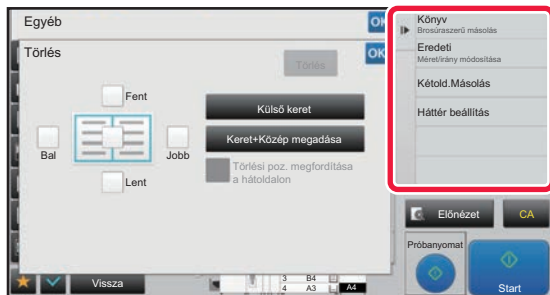 Egyéb
OK
Törlés
OK
Törlés
Fent
Külső keret
Keret+Közép megadása
Bal
Jobb
Törlési poz. megfordítása
a hátoldalon
Lent
Vissza
3 B4
4 A3
A4
Könyv
Brosúraszerű másolás
Eredeti
Méret/irány módosítása
Kétold.Másolás
Háttér beállítás
Előnézet
CA
Próbanyomat
Start